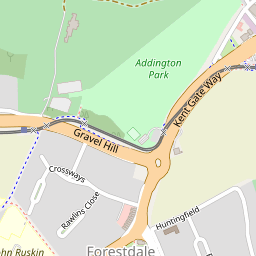 Addington
Park
Kent Gate Way
Gravel Hill
Crossways
Rawlins Close
Huntingfield
Forestdale
John Ruskin